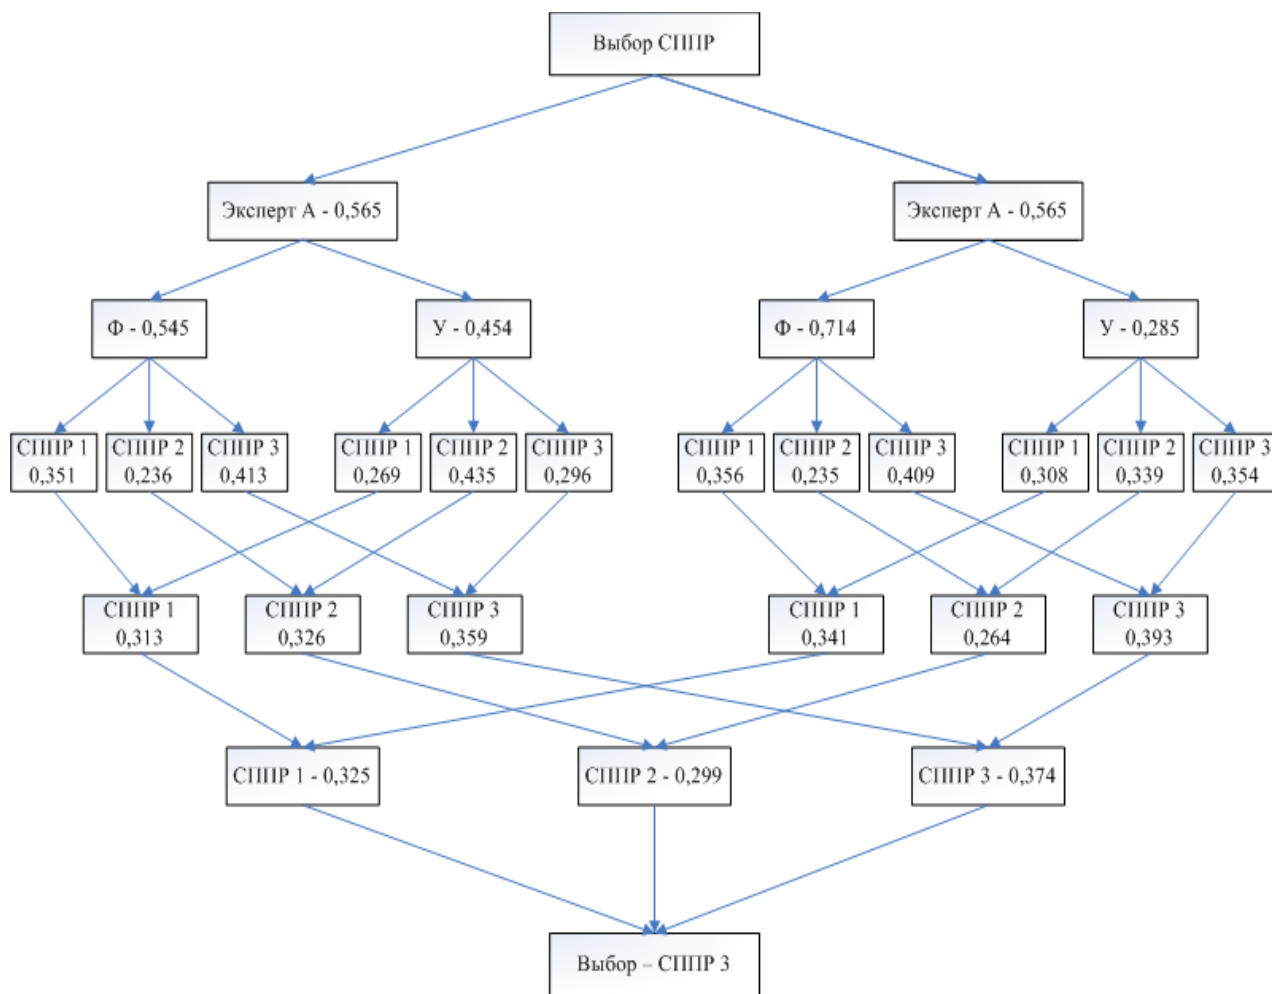 Выбор СППР
Эксперт А - 0,565
Эксперт А - 0,565
Ф - 0,545
У - 0,454
Ф - 0,714
У - 0,285
СППР 1
0,351
СППР 2
0,236
СППР 3
0,413
СППР 1
0,269
СППР 2
0,435
СППР 3
0,296
СППР 1
0,356
СППР 2
0,235
СППР 3
0,409
СППР 1
0,308
СППР 2
0,339
СППР 3
0,354
СППР 1
0,313
СППР 2
0,326
СППР 3
0,359
СППР 1
0,341
СППР 2
0,264
СППР 3
0,393
СППР 1 - 0,325
СППР 2 - 0,299
СППР 3 - 0,374
Выбор – СППР 3